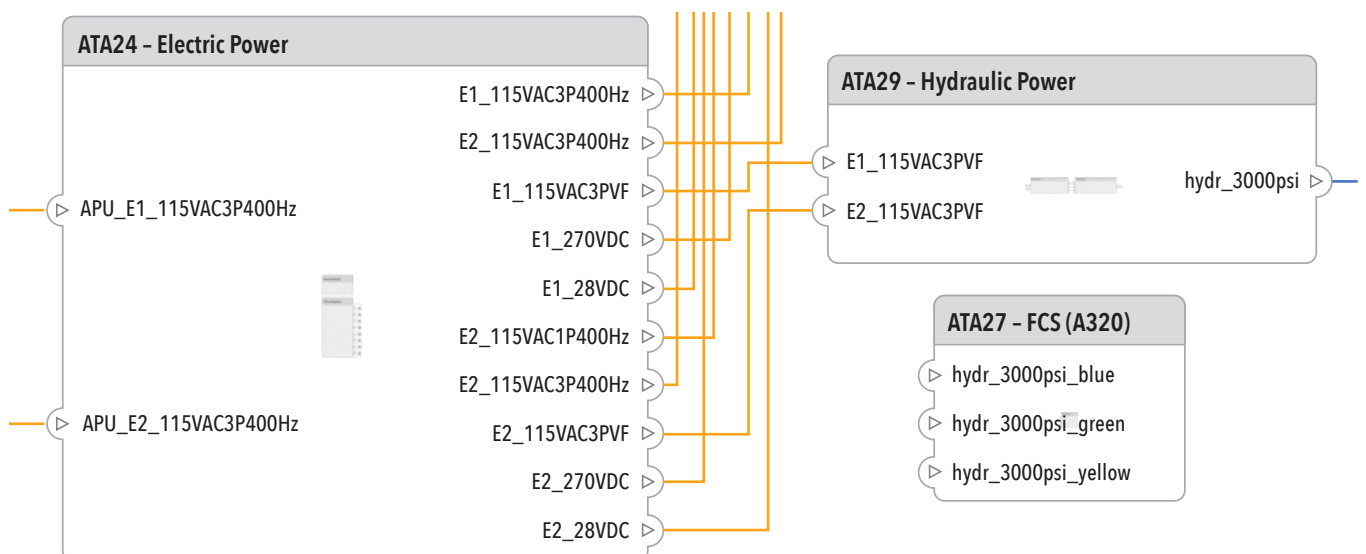 ATA24 – Electric Power
E1_115VAC3P400Hz
E2_115VAC3P400Hz
E1_115VAC3PVF
E1_270VDC
E1_28VDC
E2_115VAC1P400Hz
E2_115VAC3P400Hz
E2_115VAC3PVF
E2_270VDC
E2_28VDC
APU_E1_115VAC3P400Hz
APU_E2_115VAC3P400Hz
ATA29 – Hydraulic Power
E1_115VAC3PVF
E2_115VAC3PVF
hydr_3000psi
ATA27 – FCS (A320)
hydr_3000psi_blue
hydr_3000psi_green
hydr_3000psi_yellow